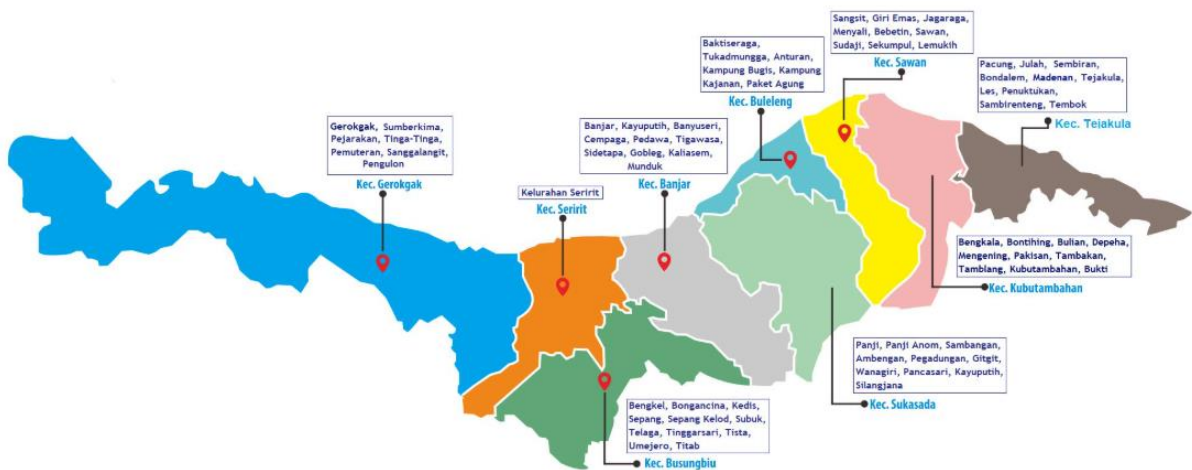 Sangsit, Giri Emas, Jagaraga,
Menyali, Bebetin, Sawan,
Sudaji, Sekumpul, Lemukih
Kec. Sawan
Baktiseraga,
Tukadmungga, Anturan,
Kampung Bugis, Kampung
Kajanan, Paket Agung
Kec. Buleleng
Pacung, Julah, Sembiran,
Bondalem, Madenan, Tejakula,
Les, Penuktukan,
Sambirenteng, Tembok
Kec. Tejakula
Gerokgak, Sumberkima,
Pejarakan, Tinga-Tinga,
Pemuteran, Sanggalangit,
Pengulon
Kec. Gerokgak
Banjar, Kayuputih, Banyuseri,
Cempaga, Pedawa, Tigawasa,
Sidetapa, Gobleg, Kaliasem,
Munduk
Kec. Banjar
Kelurahan Seririt
Kec. Seririt
Bengkala, Bontihing, Bulian, Depeha,
Mengening, Pakisan, Tambakan,
Tamblang, Kubutambahan, Bukti
Kec. Kubutambahan
Panji, Panji Anom, Sambangan,
Ambengan, Pegadungan, Gitgit,
Wanagiri, Pancasari, Kayuputih,
Silangjana
Kec. Sukasada
Bengkel, Bongancina, Kedis,
Sepang, Sepang Kelod, Subuk,
Telaga, Tinggarsari, Tista,
Umejero, Titab
Kec. Busungbiu